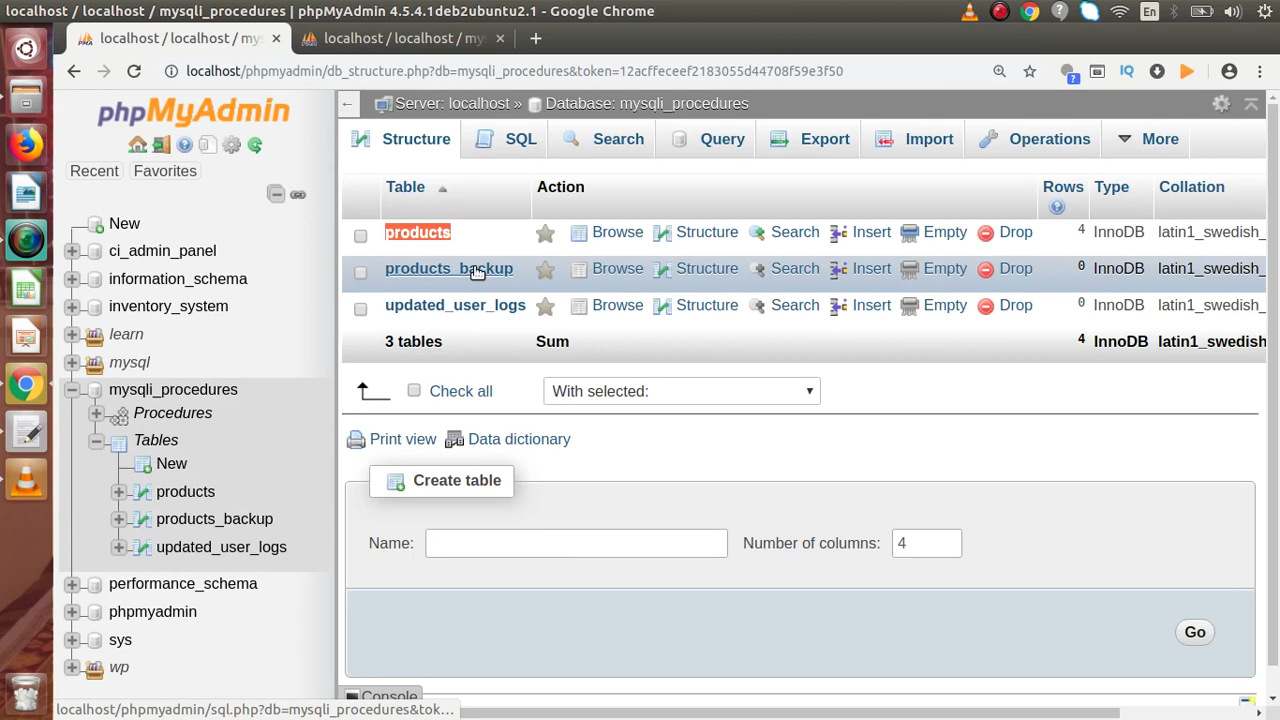 localhost / localhost / mysqli_procedures | phpMyAdmin 4.5.4.1deb2ubuntu2.1 - Google Chrome
En
localhost / localhost / my
localhost / localhost / my
localhost/phpmyadmin/db_structure.php?db=mysqli_procedures&token=12acffeceef2183055d44708f59e3f50
phpMyAdmin
Recent
Favorites
New
ci_admin_panel
information_schema
inventory_system
learn
mysql
mysqli_procedures
Procedures
Tables
New
products
products_backup
updated_user_logs
performance_schema
phpmyadmin
sys
wp
Server: localhost » Database: mysqli_procedures
Structure SQL Search Query Export Import Operations More
Table Action Rows Type Collation
products Browse Structure Search Insert Empty Drop 4 InnoDB latin1_swedish_
products_backup Browse Structure Search Insert Empty Drop 0 InnoDB latin1_swedish_
updated_user_logs Browse Structure Search Insert Empty Drop 0 InnoDB latin1_swedish_
3 tables Sum 4 InnoDB latin1_swedish
Check all With selected:
Print view Data dictionary
Create table
Name: Number of columns: 4
Go
Console
localhost/phpmyadmin/sql.php?db=mysqli_procedures&tok...